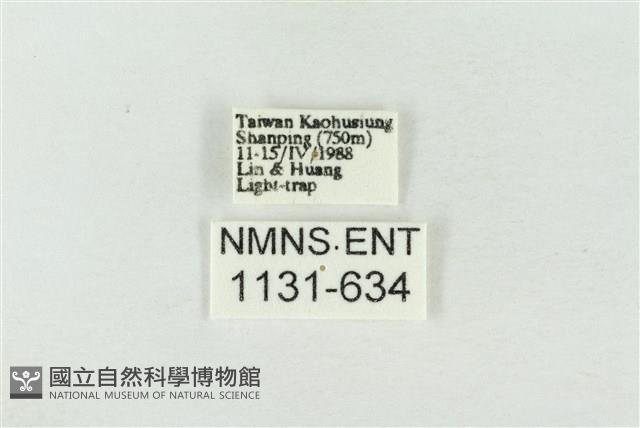 Taiwan Kaohusiung
Shanping (750m)
11-15/IV/1988
Lin & Huang
Light-trap
NMNS.ENT
1131-634
國立自然科學博物館
NATIONAL MUSEUM OF NATURAL SCIENCE